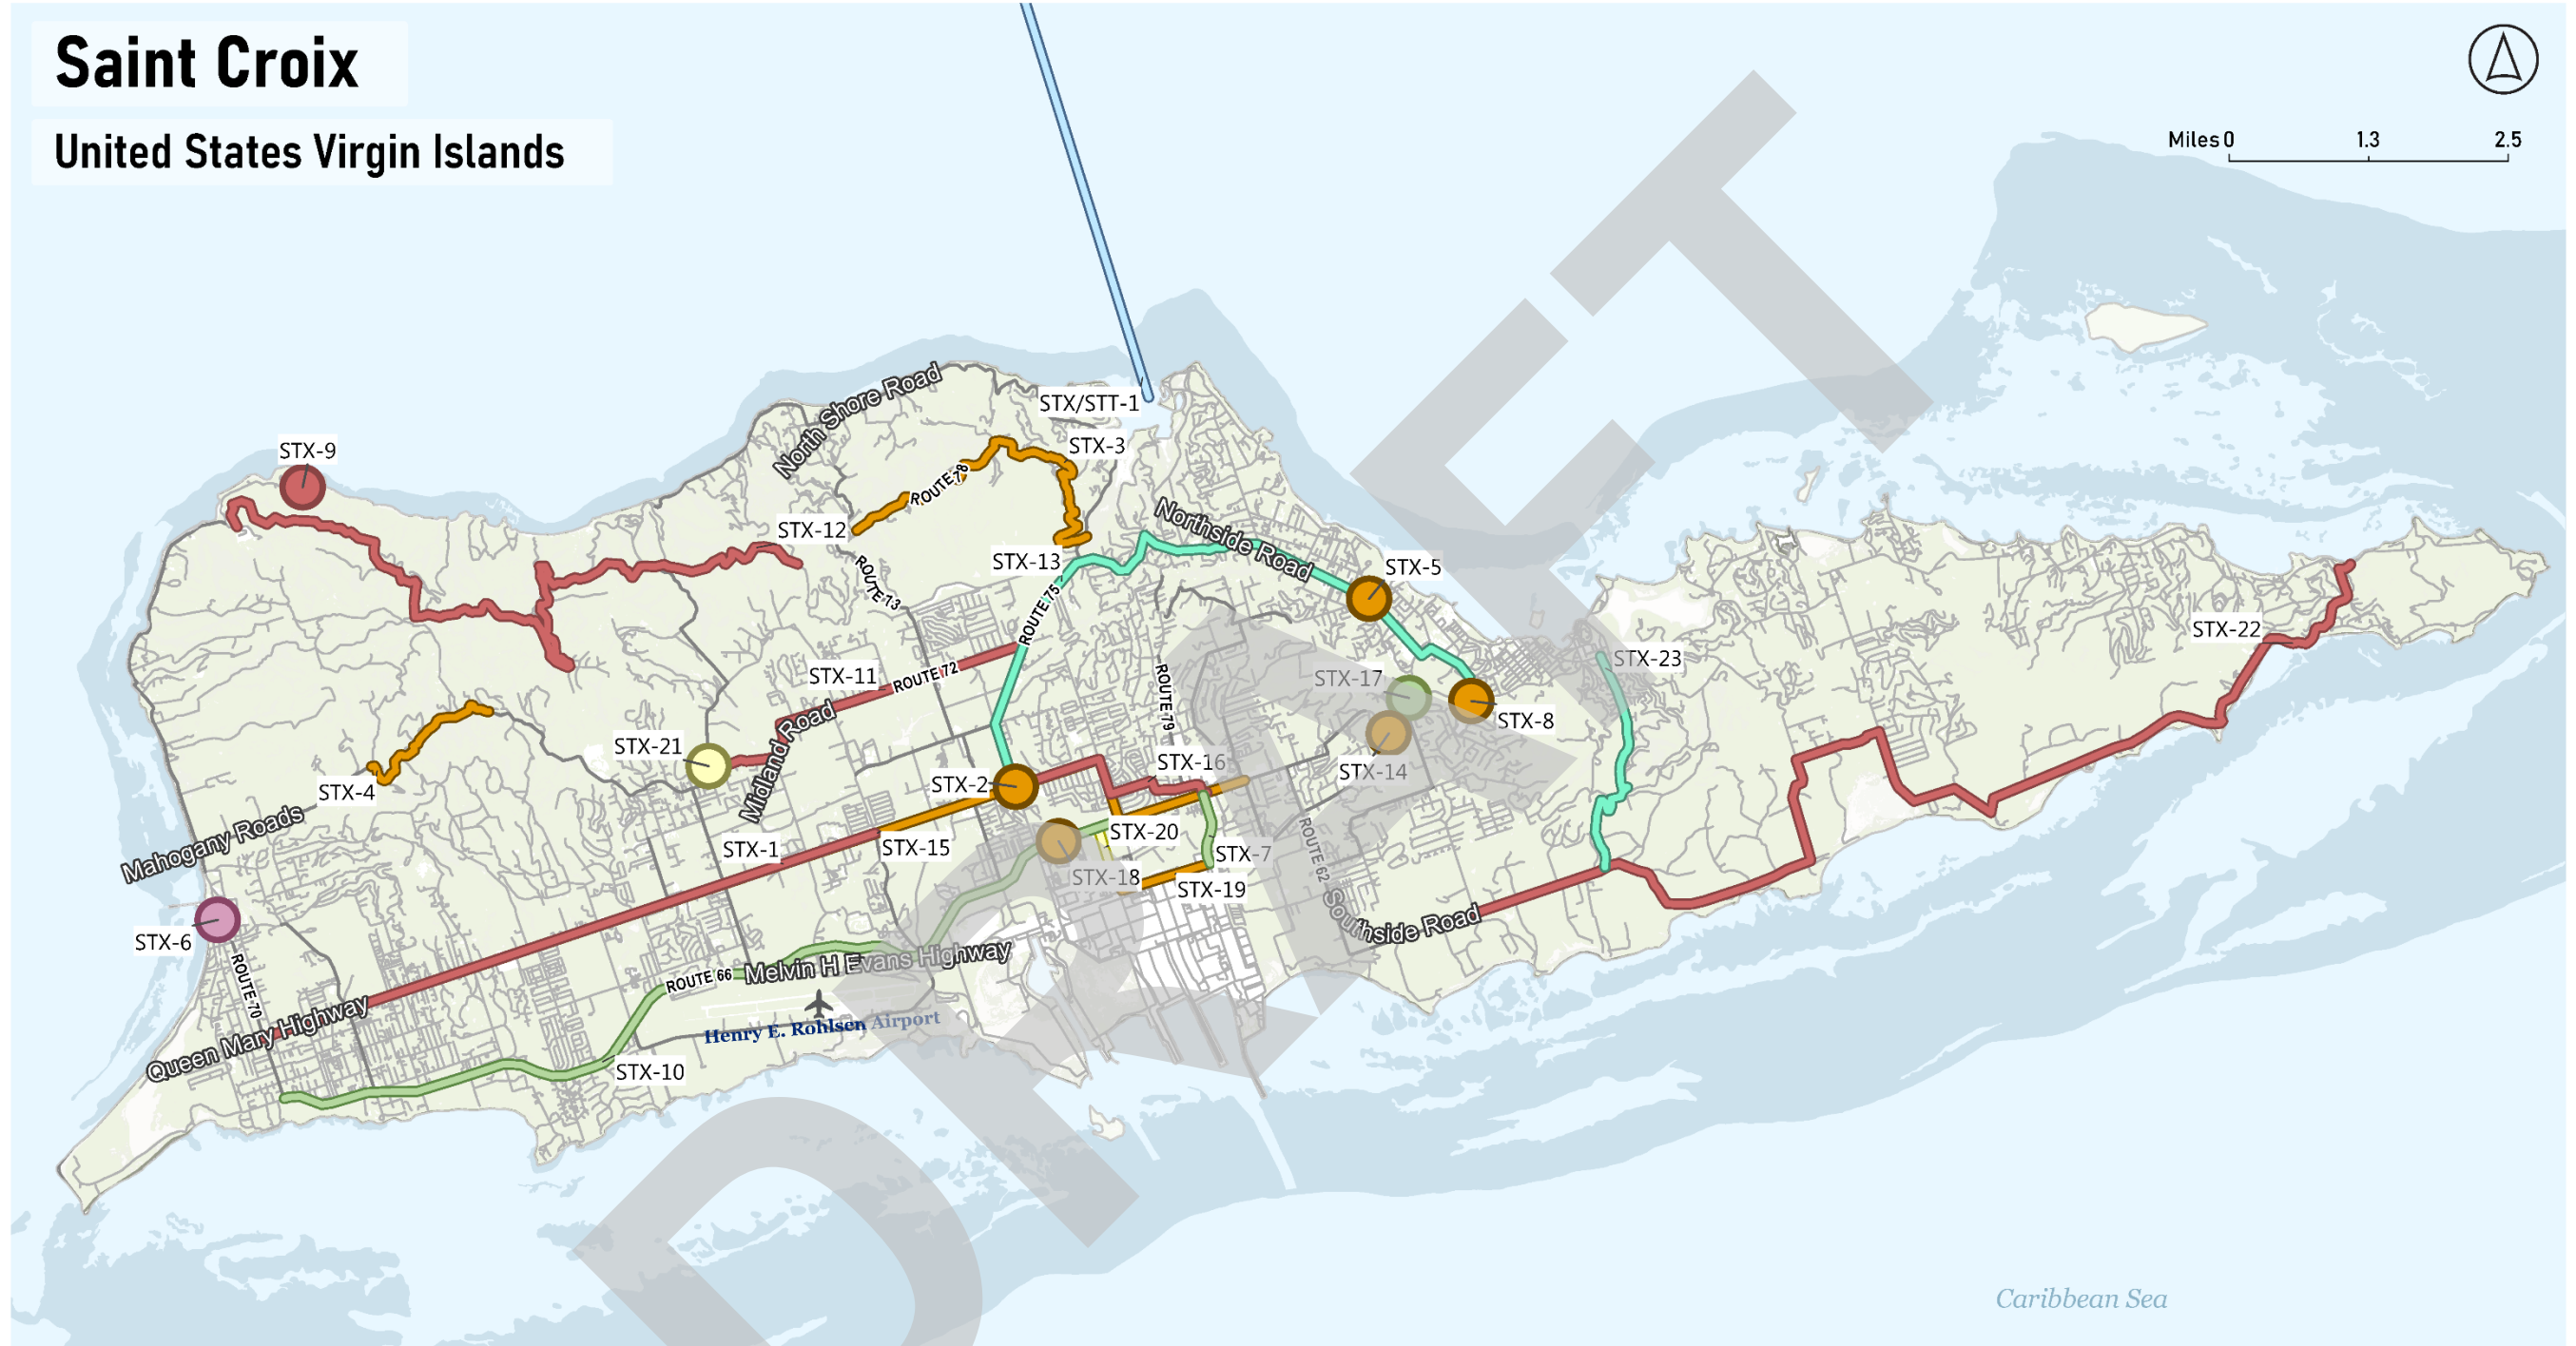 Saint Croix
United States Virgin Islands
Miles 0 1.3 2.5
North Shore Road
STX/STT-1
STX-3
STX-9
ROUTE 78
STX-12
Northside Road
STX-13
STX-5
ROUTE 73
ROUTE 75
STX-22
STX-23
STX-11
ROUTE 72
ROUTE 79
STX-17
STX-8
Midland Road
STX-21
STX-16
STX-14
STX-4
STX-2
Mahogany Roads
STX-20
STX-1
STX-15
STX-7
ROUTE 62
STX-18
STX-19
Southside Road
STX-6
ROUTE 70
Queen Mary Highway
ROUTE 66
Melvin H Evans Highway
Henry E. Rohlsen Airport
STX-10
Caribbean Sea
DRAFT